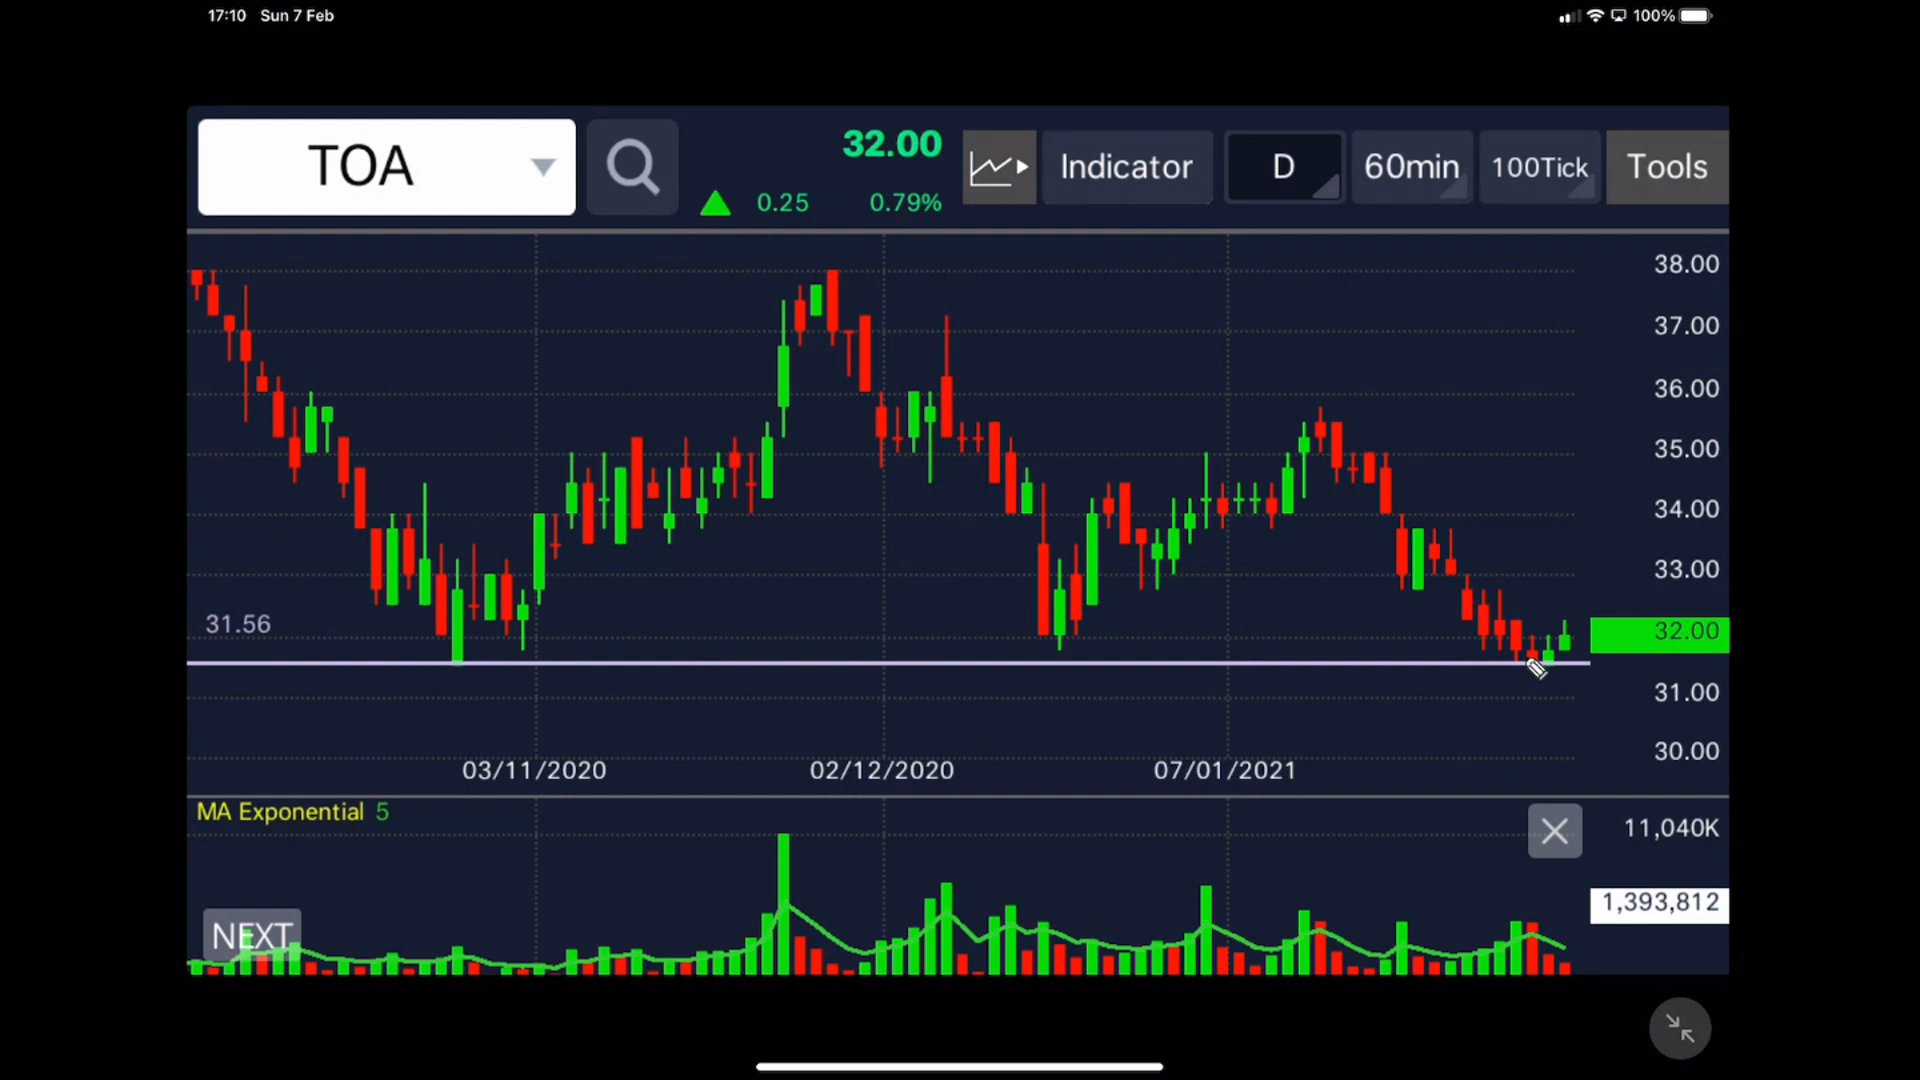 17:10 Sun 7 Feb 100%
TOA 32.00 0.25 0.79% Indicator D 60min 100Tick Tools
38.00
37.00
36.00
35.00
34.00
33.00
31.56
32.00
31.00
30.00
03/11/2020 02/12/2020 07/01/2021
MA Exponential 5
11,040K
1,393,812
NEXT